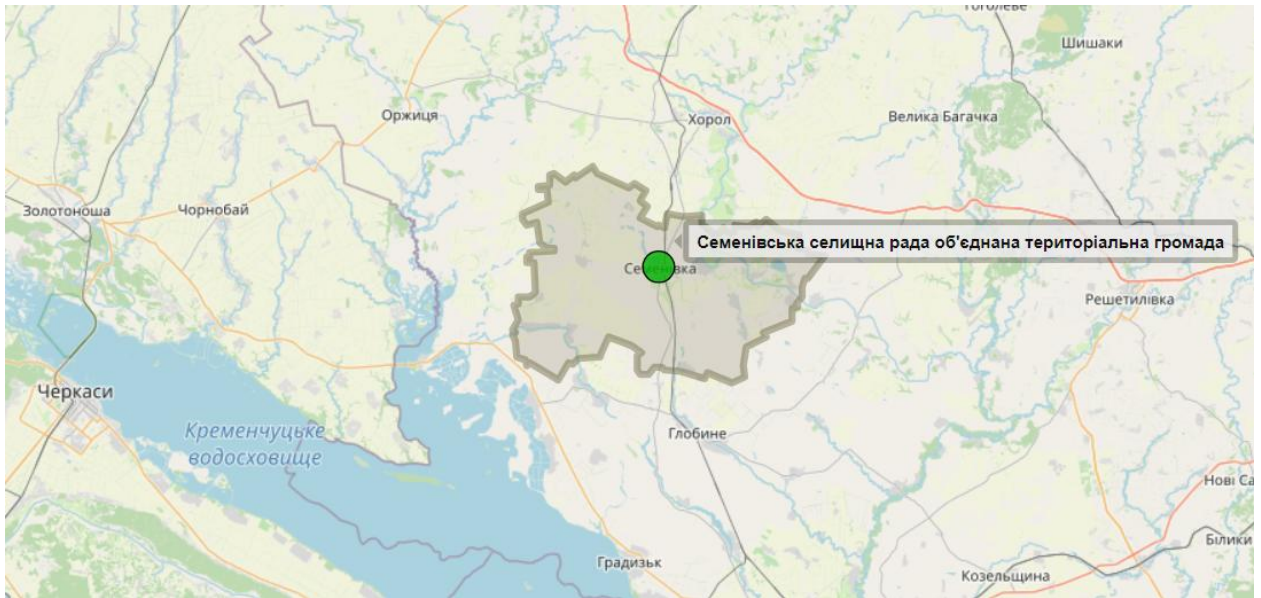 Гоголеве
Шишаки
Оржиця
Хорол
Велика Багачка
Золотоноша
Чорнобай
Семенівська селищна рада об'єднана територіальна громада
Семенівка
Решетилівка
Черкаси
Кременчуцьке
водосховище
Глобине
Нові Са
Білики
Градизьк
Козельщина